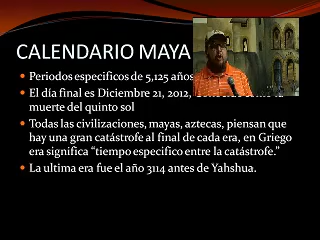 CALENDARIO MAYA
Periodos especificos de 5,125 años
El día final es Diciembre 21, 2012,
muerte del quinto sol
Todas las civilizaciones, mayas, aztecas, piensan que
hay una gran catástrofe al final de cada era, en Griego
era significa “tiempo especifico entre la catástrofe.”
La ultima era fue el año 3114 antes de Yahshua.